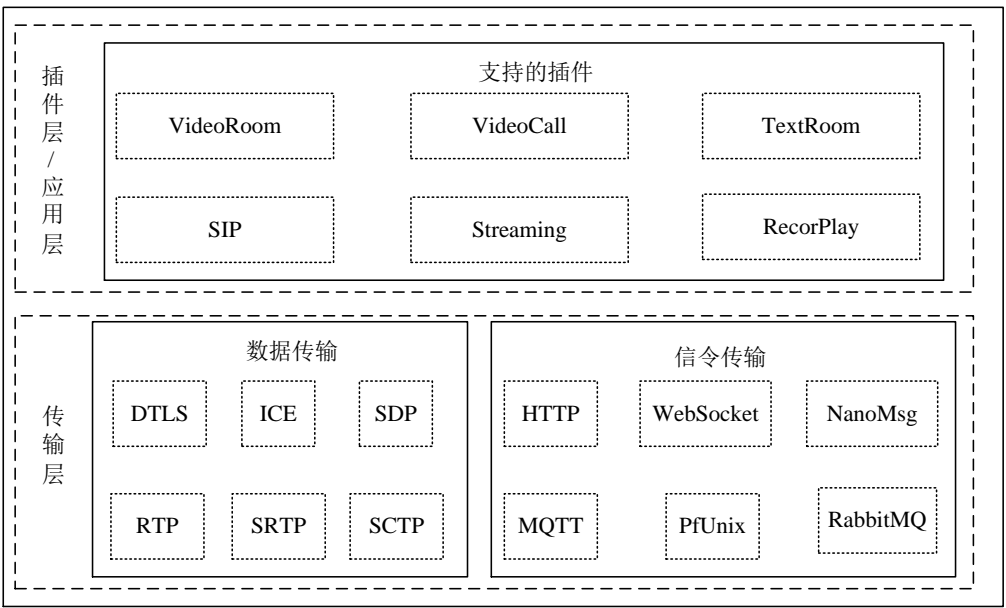 插件层/应用层
支持的插件
VideoRoom
VideoCall
TextRoom
SIP
Streaming
RecorPlay
传输层
数据传输
DTLS
ICE
SDP
RTP
SRTP
SCTP
信令传输
HTTP
WebSocket
NanoMsg
MQTT
PfUnix
RabbitMQ